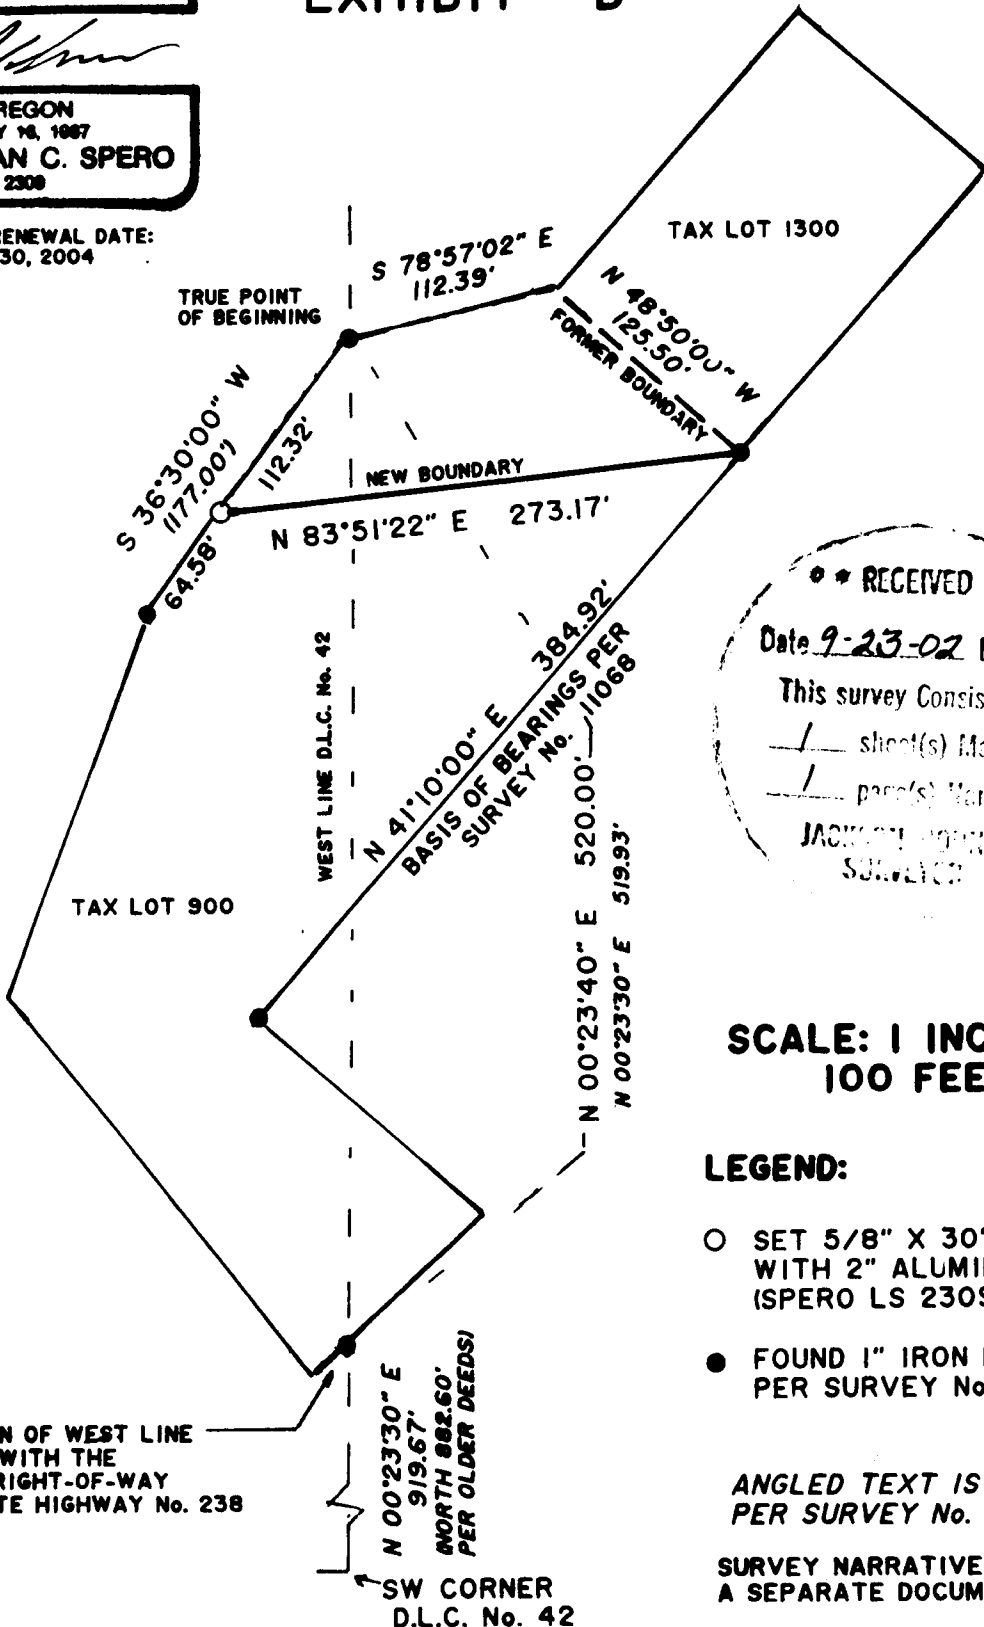 EXHIBIT "B"
REGON
Y 16, 1987
AN C. SPERO
2309
RENEWAL DATE:
30, 2004
TRUE POINT
OF BEGINNING
S 78°57'02" E
112.39'
TAX LOT 1300
N 48°50'00" W
125.50'
FORMER BOUNDARY
S 36°30'00" W
(177.00')
112.32'
64.58'
NEW BOUNDARY
N 83°51'22" E 273.17'
WEST LINE D.L.C. No. 42
N 41°10'00" E 384.92'
BASIS OF BEARINGS PER
SURVEY No. 11068
N 00°23'40" E 520.00'
N 00°23'30" E 519.93'
TAX LOT 900
RECEIVED
Date 9-23-02
This survey Consis
1 sheet(s) Ma
1 page(s) Nar
SURVEYOR
SCALE: 1 INC
100 FEE
LEGEND:
SET 5/8" X 30"
WITH 2" ALUMI
(SPERO LS 2309
FOUND 1" IRON
PER SURVEY No
ANGLED TEXT IS
PER SURVEY No.
SURVEY NARRATIVE
A SEPARATE DOCUM
N OF WEST LINE
WITH THE
RIGHT-OF-WAY
TE HIGHWAY No. 238
N 00°23'30" E
919.67'
(NORTH 882.60'
PER OLDER DEEDS)
SW CORNER
D.L.C. No. 42